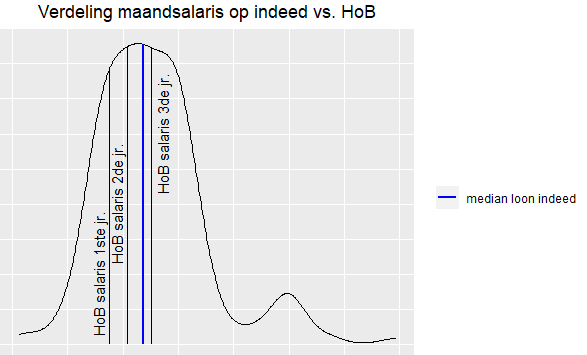 Verdeling maandsalaris op indeed vs. HoB
HoB salaris 1ste jr.
HoB salaris 2de jr.
HoB salaris 3de jr.
median loon indeed